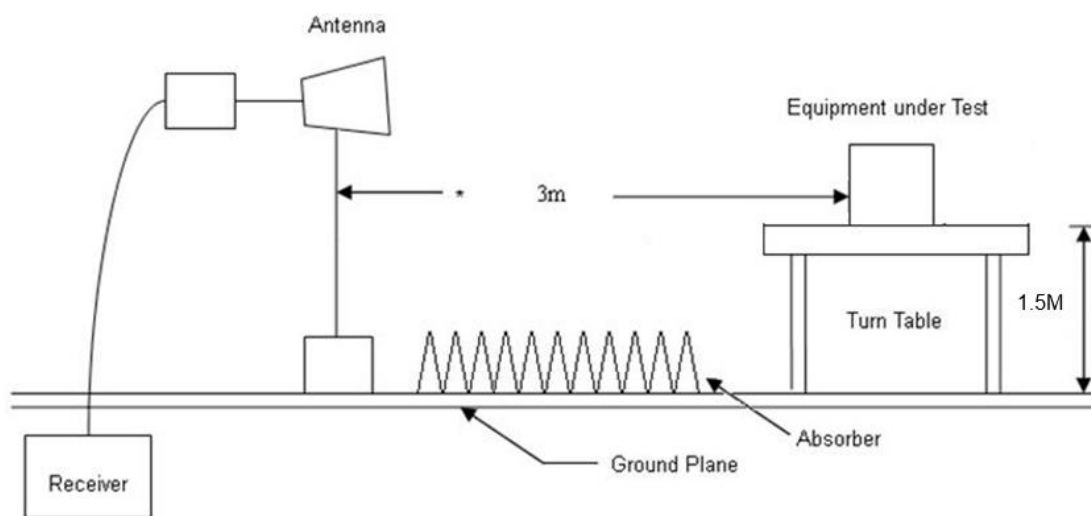 Antenna
Equipment under Test
* 3m
1.5M
Turn Table
Absorber
Ground Plane
Receiver